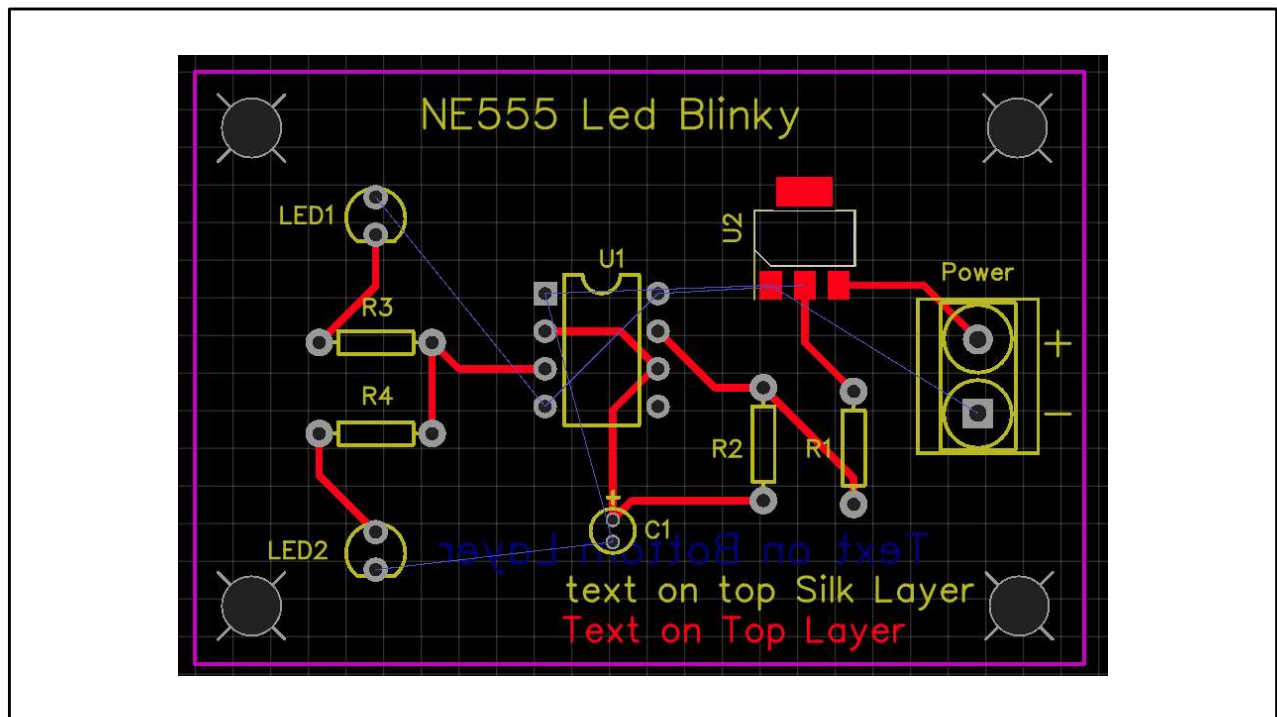 NE555 Led Blinky
LED1
U2
U1
Power
R3
+
R4
R2
R1
−
+
C1
LED2
Text on Bottom Layer
text on top Silk Layer
Text on Top Layer